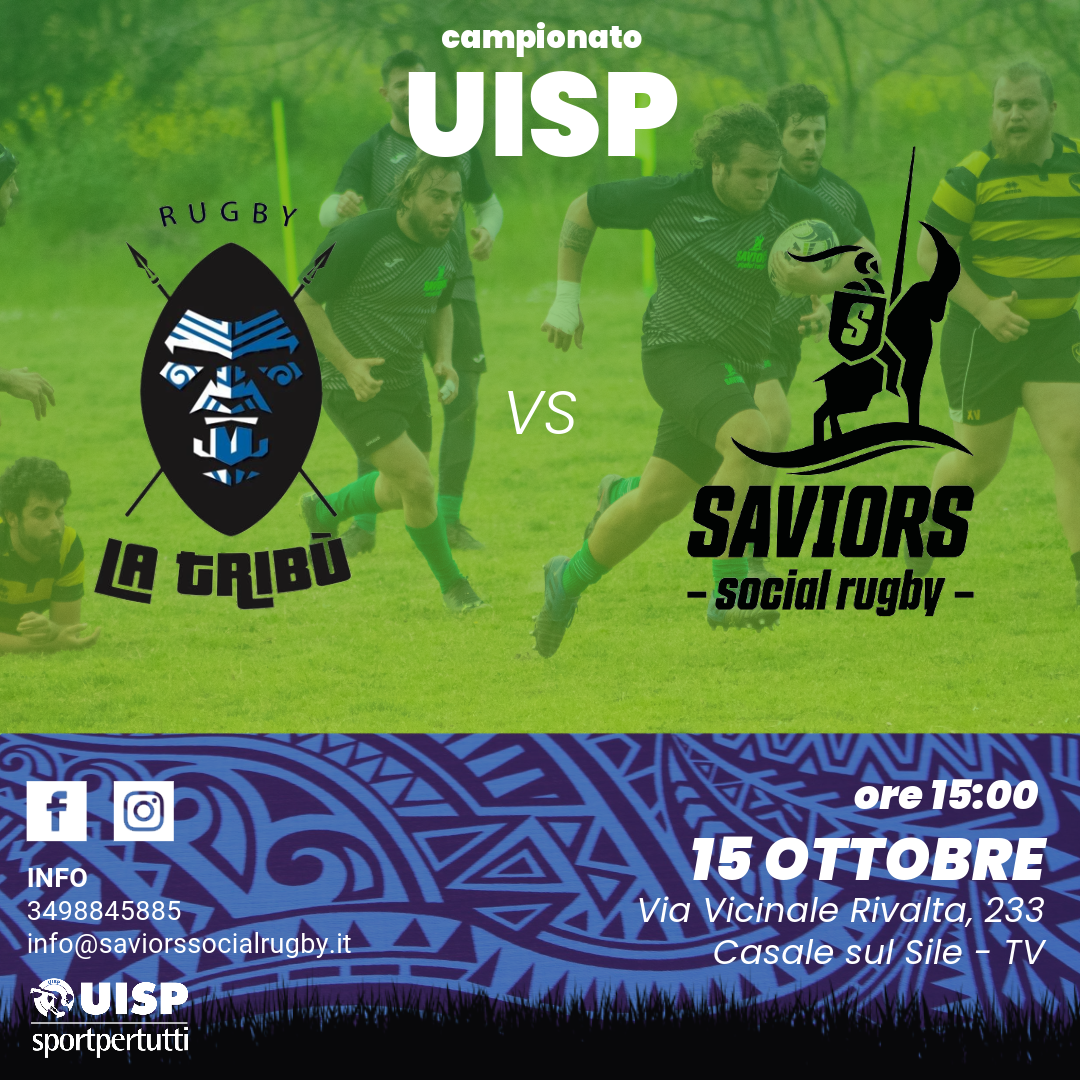 campionato
UISP
RUGBY
LA TRIBÙ
VS
S
SAVIORS
- social rugby -
ore 15:00
15 OTTOBRE
Via Vicinale Rivalta, 233
Casale sul Sile - TV
INFO
3498845885
info@saviorssocialrugby.it
UISP
sportpertutti